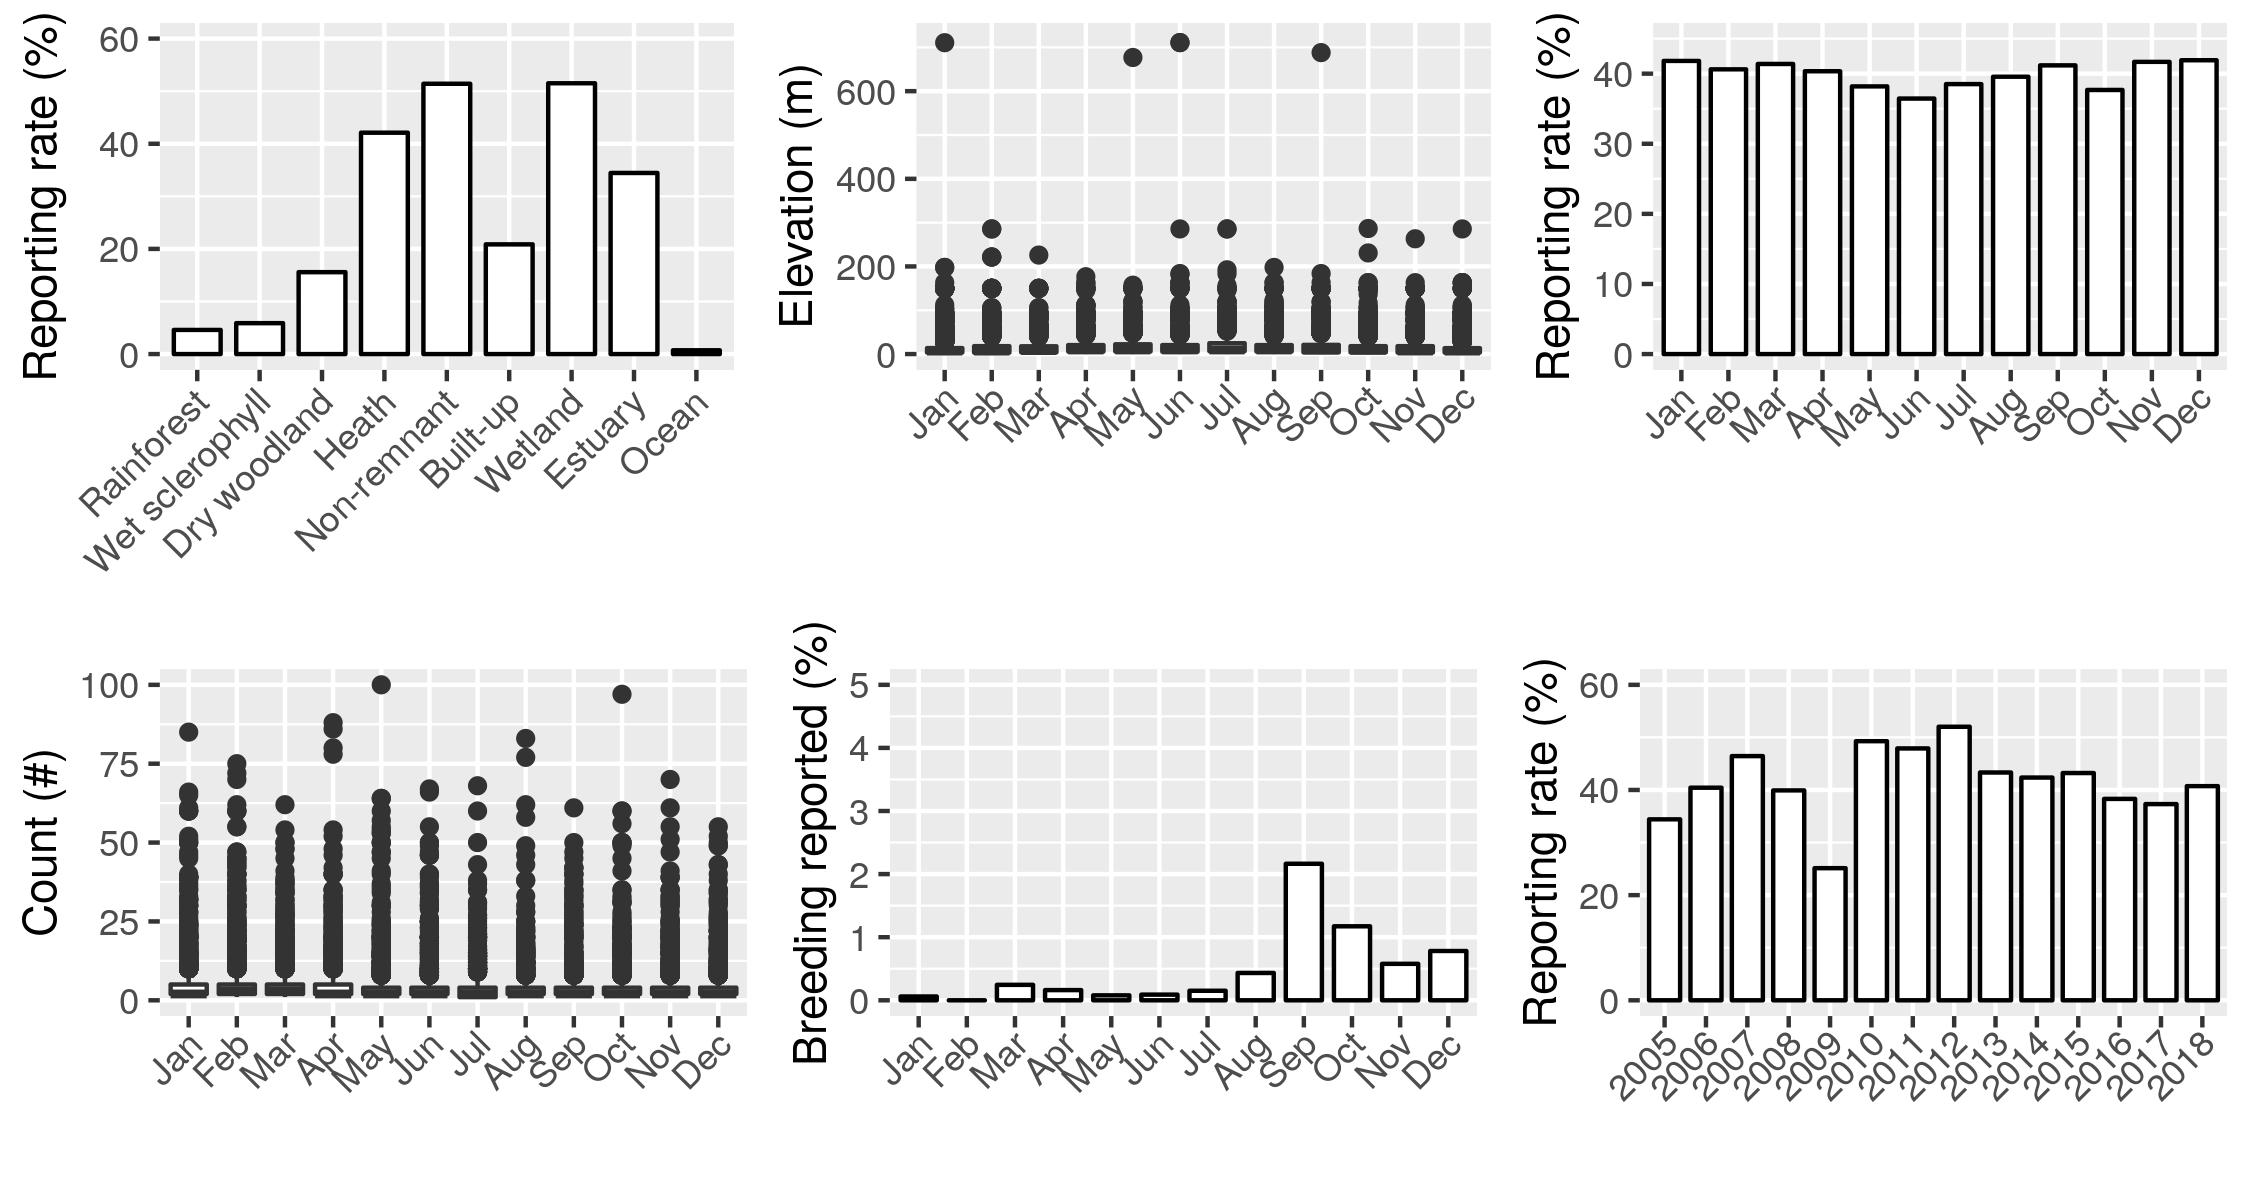 Reporting rate (%)
60
40
20
0
Rainforest
Wet sclerophyll
Dry woodland
Heath
Non-remnant
Built-up
Wetland
Estuary
Ocean
Elevation (m)
600
400
200
0
Jan
Feb
Mar
Apr
May
Jun
Jul
Aug
Sep
Oct
Nov
Dec
Reporting rate (%)
40
30
20
10
0
Jan
Feb
Mar
Apr
May
Jun
Jul
Aug
Sep
Oct
Nov
Dec
Count (#)
100
75
50
25
0
Jan
Feb
Mar
Apr
May
Jun
Jul
Aug
Sep
Oct
Nov
Dec
Breeding reported (%)
5
4
3
2
1
0
Jan
Feb
Mar
Apr
May
Jun
Jul
Aug
Sep
Oct
Nov
Dec
Reporting rate (%)
60
40
20
0
2005
2006
2007
2008
2009
2010
2011
2012
2013
2014
2015
2016
2017
2018